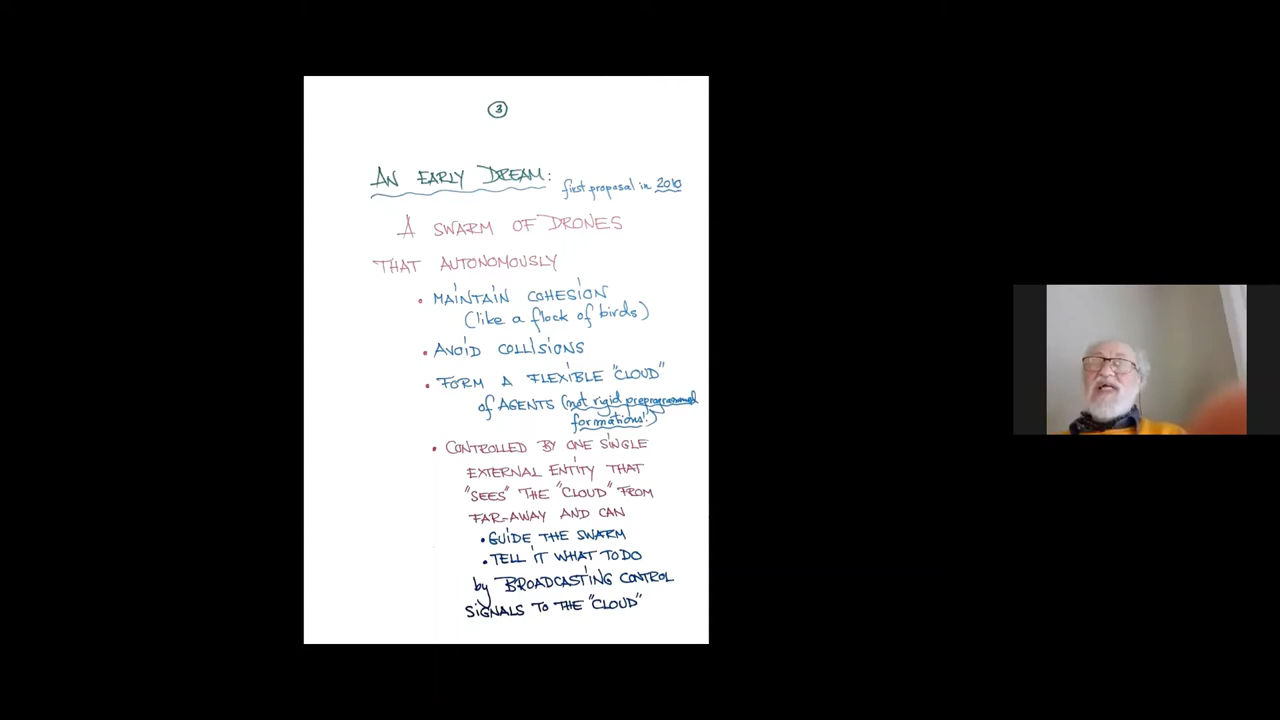 3
AN EARLY DREAM:
first proposal in 2010
A SWARM OF DRONES
THAT AUTONOMOUSLY
• MAINTAIN COHESION
(like a flock of birds)
• AVOID COLLISIONS
• FORM A FLEXIBLE "CLOUD"
of AGENTS (not rigid preprogrammed
formations!)
• CONTROLLED BY ONE SINGLE
EXTERNAL ENTITY THAT
"SEES" THE "CLOUD" FROM
FAR-AWAY AND CAN
• GUIDE THE SWARM
• TELL IT WHAT TO DO
by BROADCASTING CONTROL
SIGNALS TO THE "CLOUD"